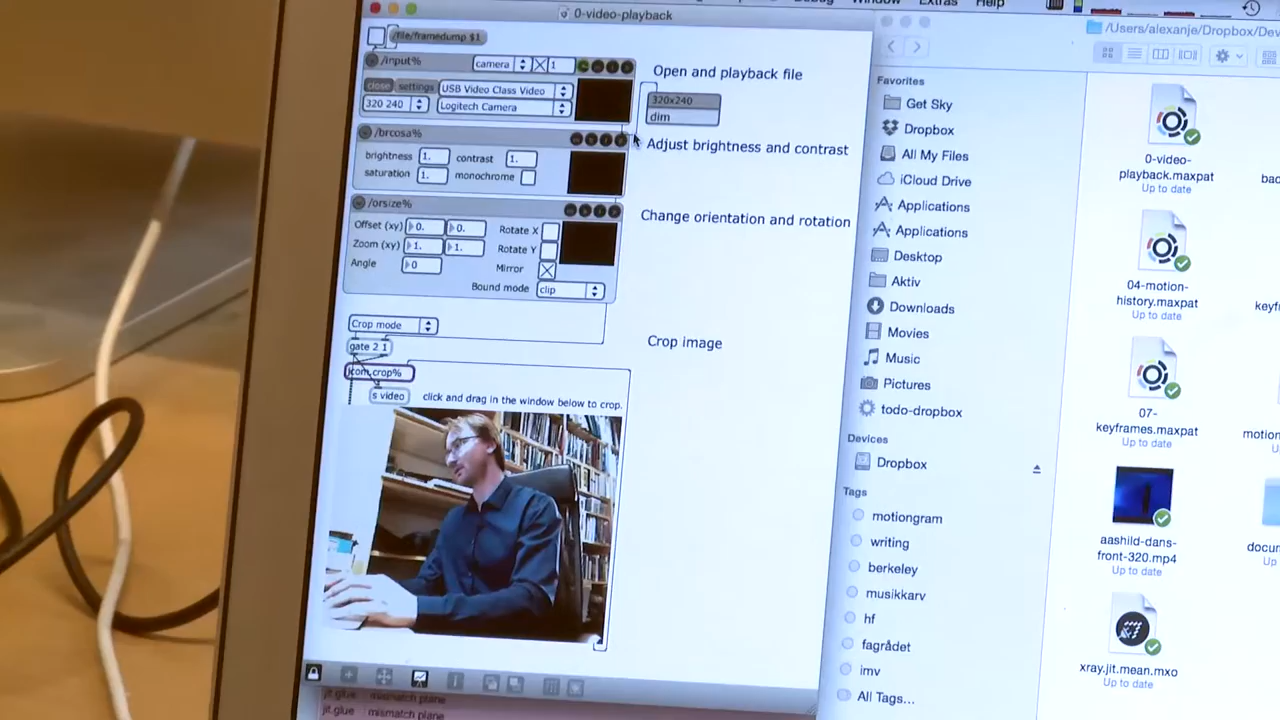 Window Extras Help
0-video-playback
/file/framedump $1
/input%
camera
1
close
settings
USB Video Class Video
320 240
Logitech Camera
/brcosa%
brightness
1.
contrast
1.
saturation
1.
monochrome
/orsize%
Offset (xy)
0.
0.
Rotate X
Zoom (xy)
1.
1.
Rotate Y
Angle
0
Mirror
Bound mode
clip
Crop mode
gate 2 1
jcom.crop%
s video
click and drag in the window below to crop.
Open and playback file
320x240
dim
Adjust brightness and contrast
Change orientation and rotation
Crop image
jit.glue mismatch plane
jit.glue mismatch plane
/Users/alexanje/Dropbox/Dev
Favorites
Get Sky
Dropbox
All My Files
iCloud Drive
Applications
Applications
Desktop
Aktiv
Downloads
Movies
Music
Pictures
todo-dropbox
Devices
Dropbox
Tags
motiongram
writing
berkeley
musikkarv
hf
fagrådet
imv
All Tags...
0-video-
playback.maxpat
Up to date
04-motion-
history.maxpat
Up to date
07-
keyframes.maxpat
Up to date
aashild-dans-
front-320.mp4
Up to date
xray.jit.mean.mxo
Up to date